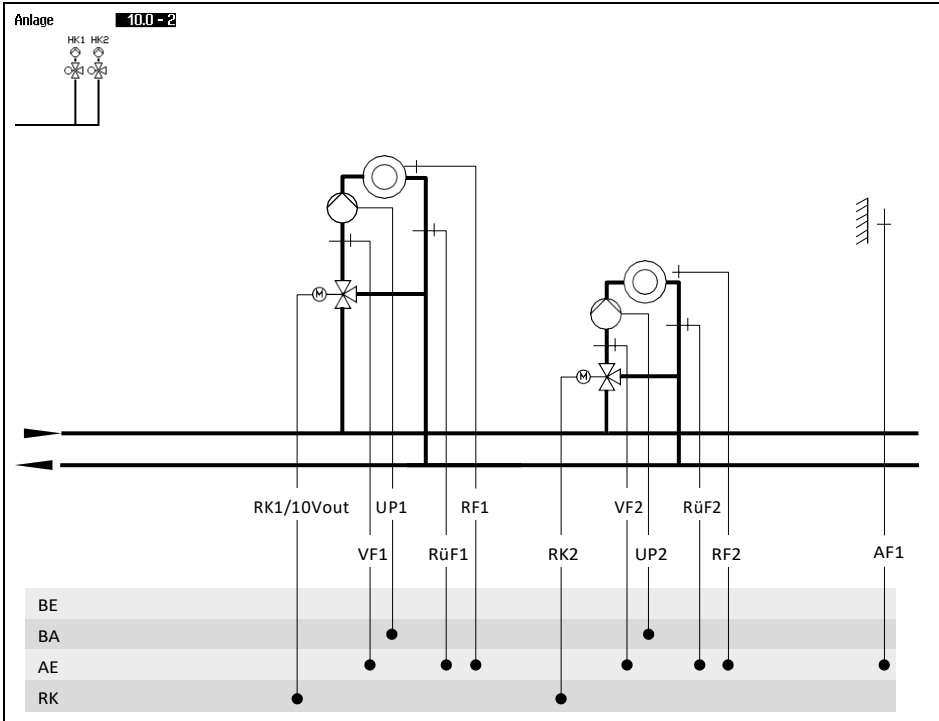 Anlage 10.0 - 2
HK1 HK2
M
M
RK1/10Vout UP1 RF1 VF2 RüF2
VF1 RüF1 RK2 UP2 RF2 AF1
BE
BA
AE
RK